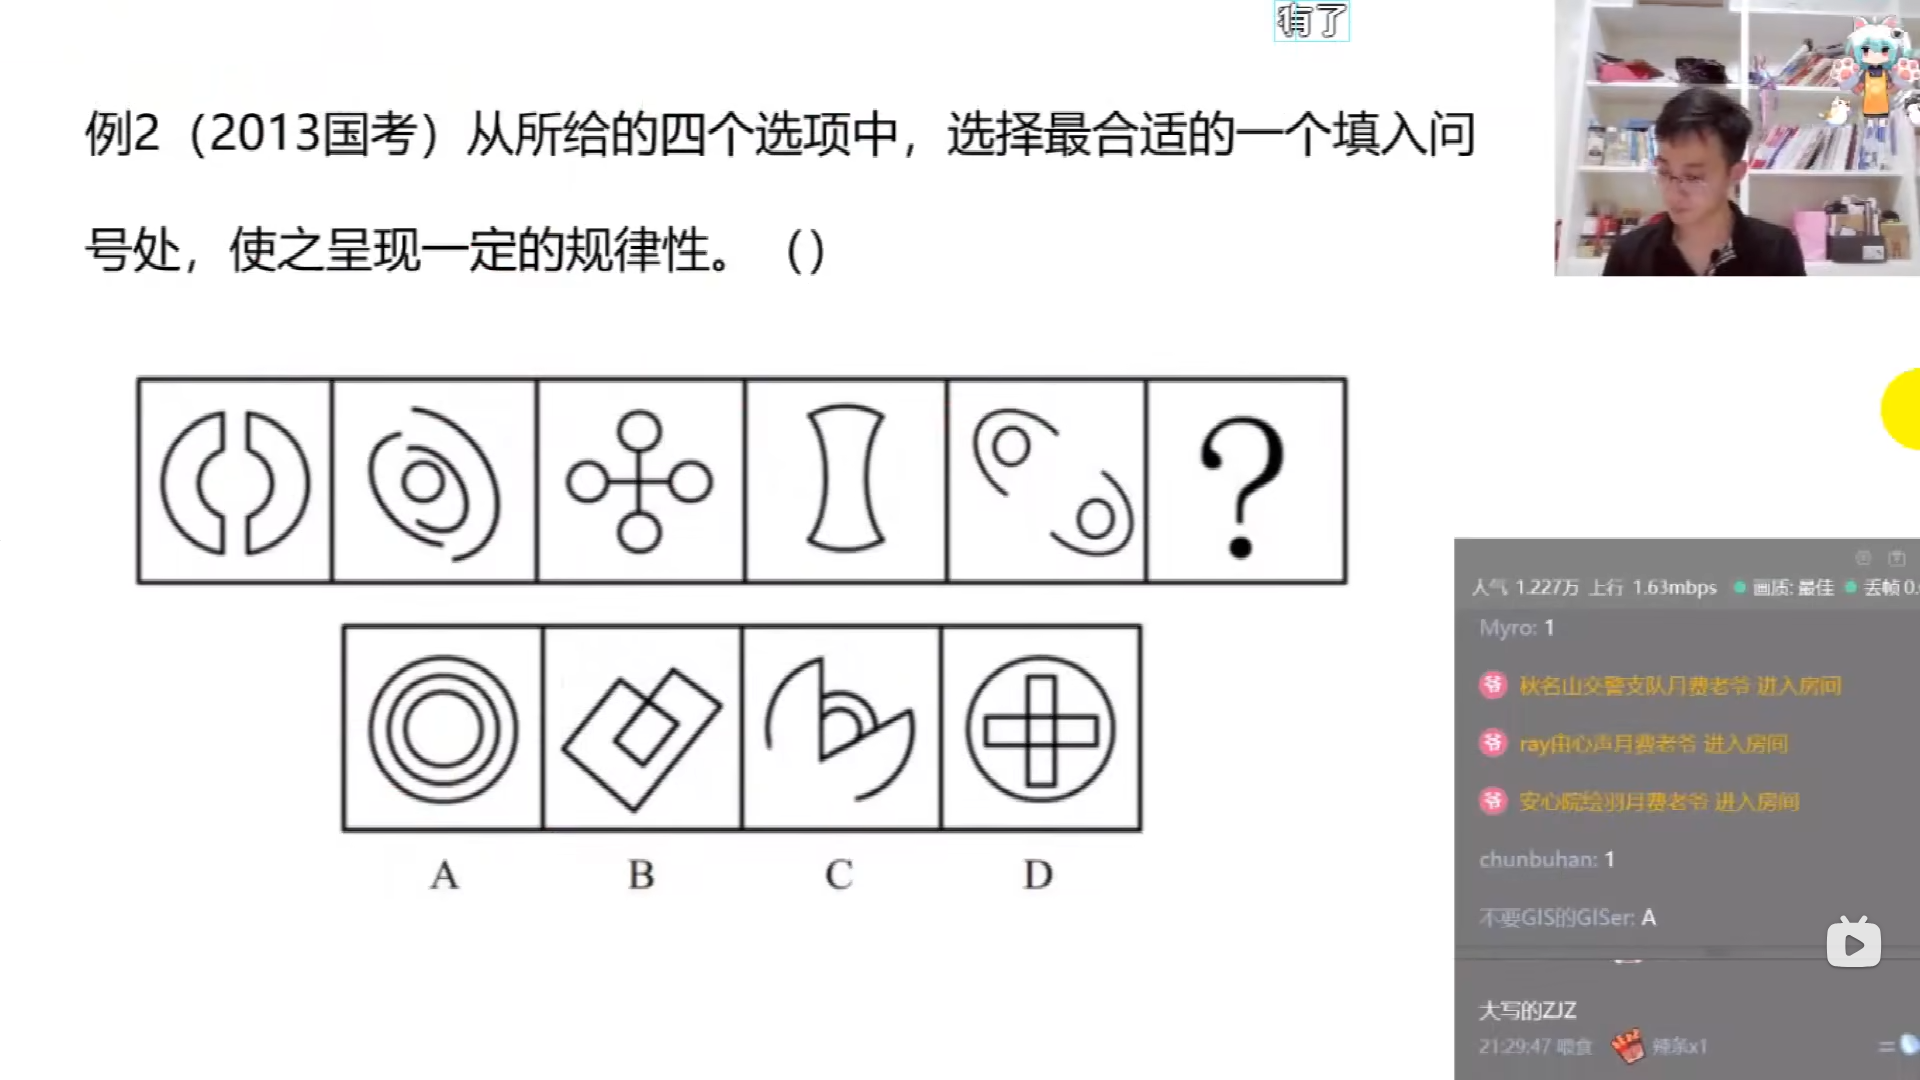 有了
例2（2013国考）从所给的四个选项中，选择最合适的一个填入问
号处，使之呈现一定的规律性。（）
?
A B C D
人气 1.227万 上行 1.63mbps 画质: 最佳 丢帧 0.
Myro: 1
爷 秋名山交警支队月费老爷 进入房间
爷 ray由心声月费老爷 进入房间
爷 安心院绘羽月费老爷 进入房间
chunbuhan: 1
不要GIS的GISer: A
大写的ZJZ
21:29:47 喂食 辣条x1